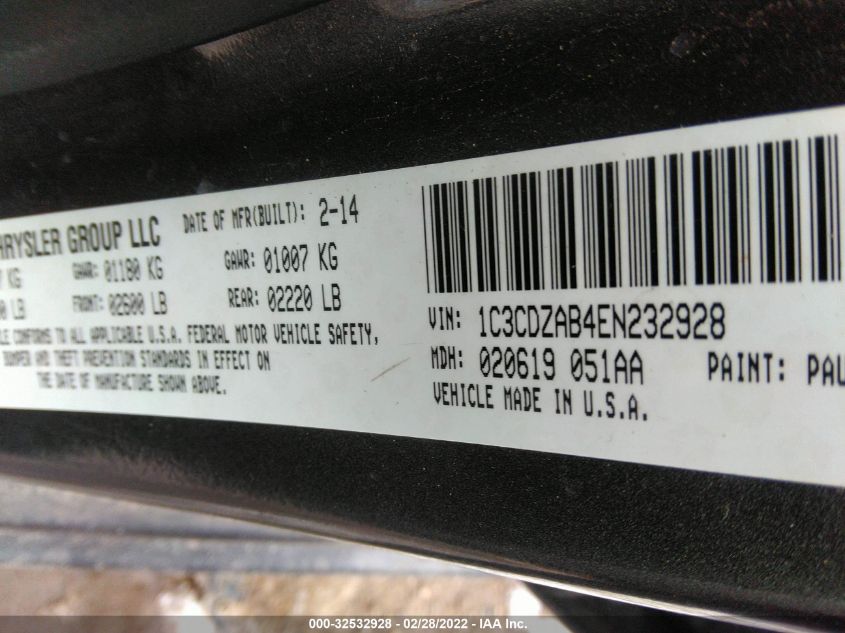 HRYSLER GROUP LLC DATE OF MFR(BUILT): 2-14
KG GAWR: 01180 KG GAWR: 01007 KG
LB FRONT: 02600 LB REAR: 02220 LB
CONFORMS TO ALL APPLICABLE U.S.A. FEDERAL MOTOR VEHICLE SAFETY,
BUMPER AND THEFT PREVENTION STANDARDS IN EFFECT ON
THE DATE OF MANUFACTURE SHOWN ABOVE.
VIN: 1C3CDZAB4EN232928
MDH: 020619 051AA PAINT: PAU
VEHICLE MADE IN U.S.A.
000-32532928 - 02/28/2022 - IAA Inc.